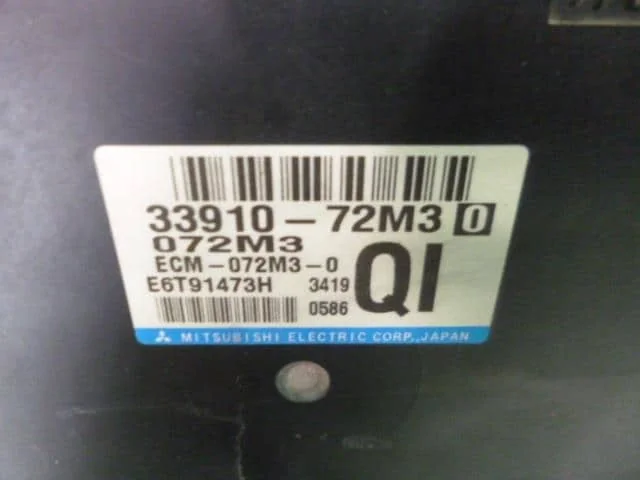 33910-72M3 0
072M3
ECM-072M3-0
QI
E6T91473H 3419
0586
MITSUBISHI ELECTRIC CORP., JAPAN